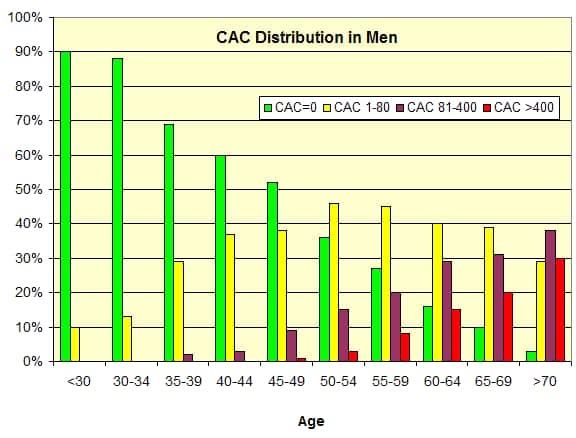 CAC Distribution in Men
CAC=0 CAC 1-80 CAC 81-400 CAC >400
100%
90%
80%
70%
60%
50%
40%
30%
20%
10%
0%
<30 30-34 35-39 40-44 45-49 50-54 55-59 60-64 65-69 >70
Age